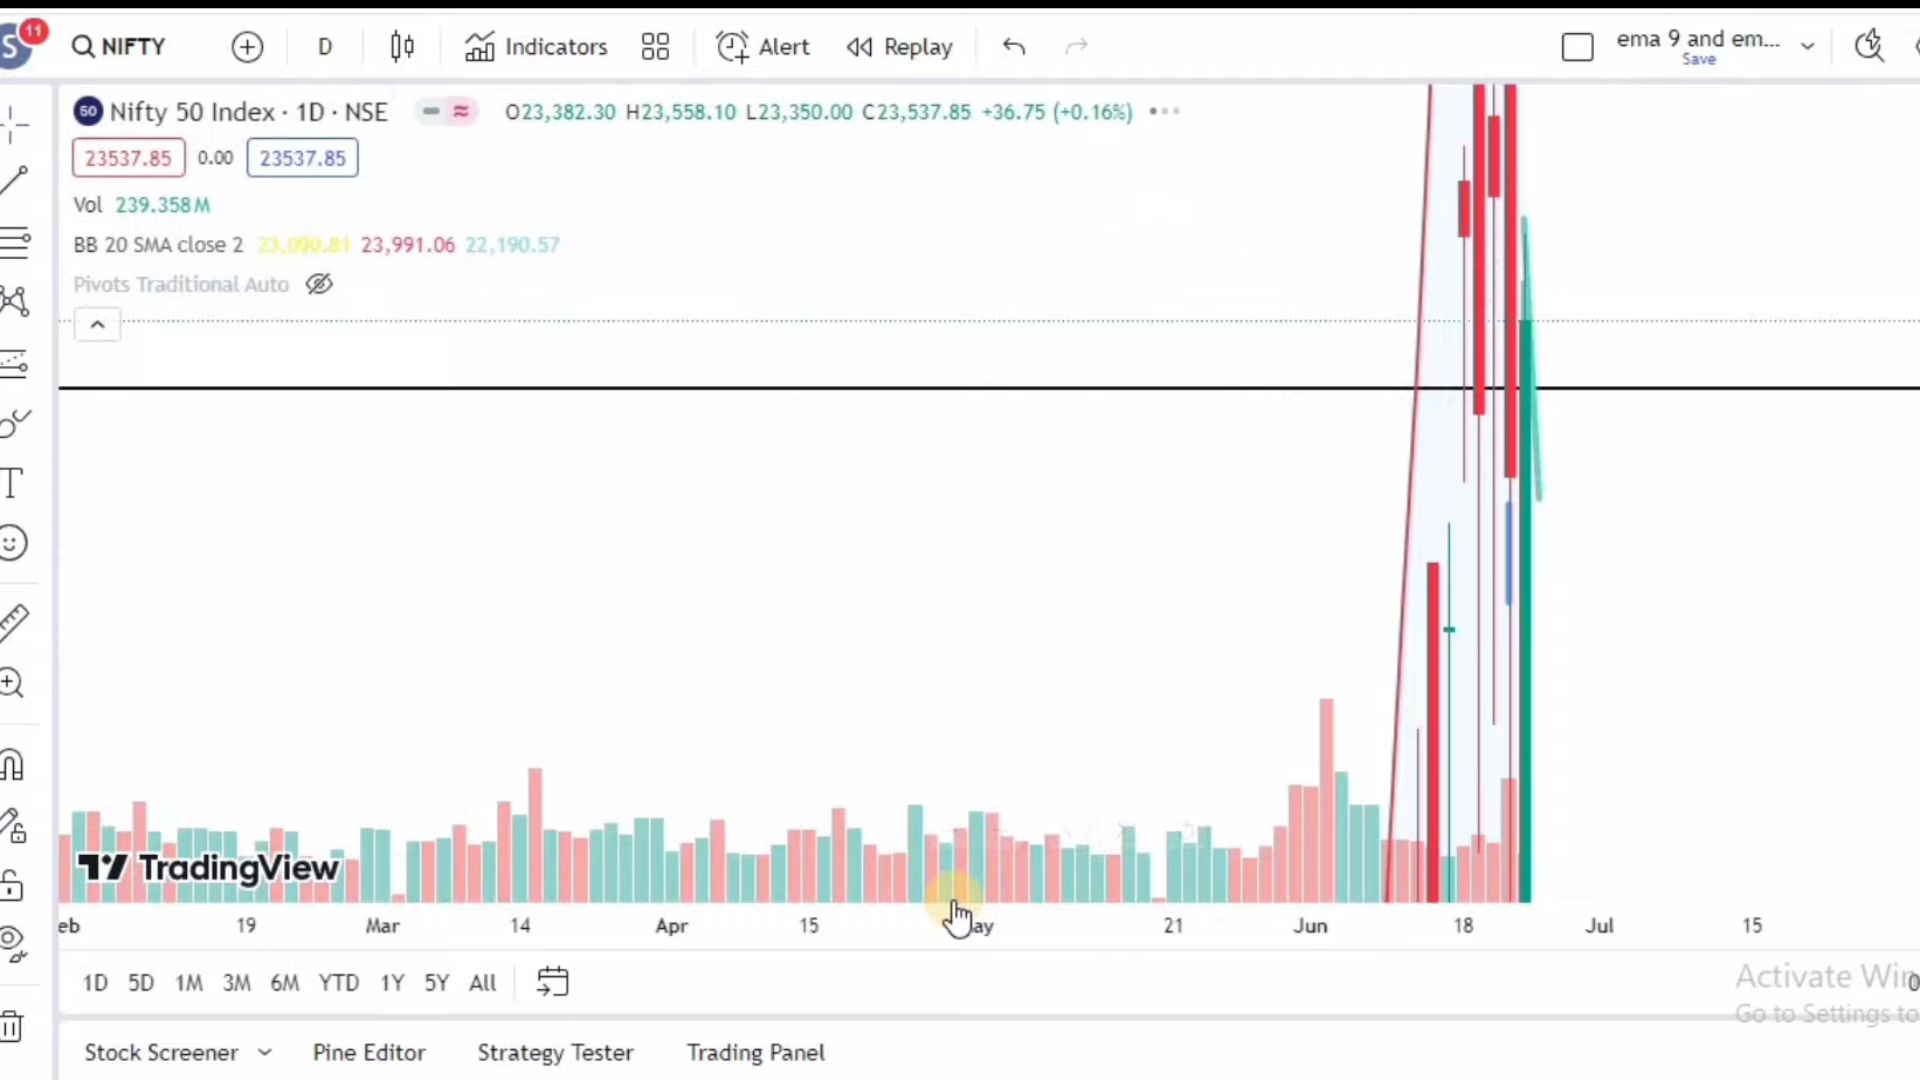 S 11 NIFTY D Indicators Alert Replay ema 9 and em...
Save
50 Nifty 50 Index · 1D · NSE O23,382.30 H23,558.10 L23,350.00 C23,537.85 +36.75 (+0.16%)
23537.85 0.00 23537.85
Vol 239.358M
BB 20 SMA close 2 23,090.81 23,991.06 22,190.57
Pivots Traditional Auto
TradingView
eb 19 Mar 14 Apr 15 ay 21 Jun 18 Jul 15
1D 5D 1M 3M 6M YTD 1Y 5Y All
Activate Win
Go to Settings to
Stock Screener Pine Editor Strategy Tester Trading Panel